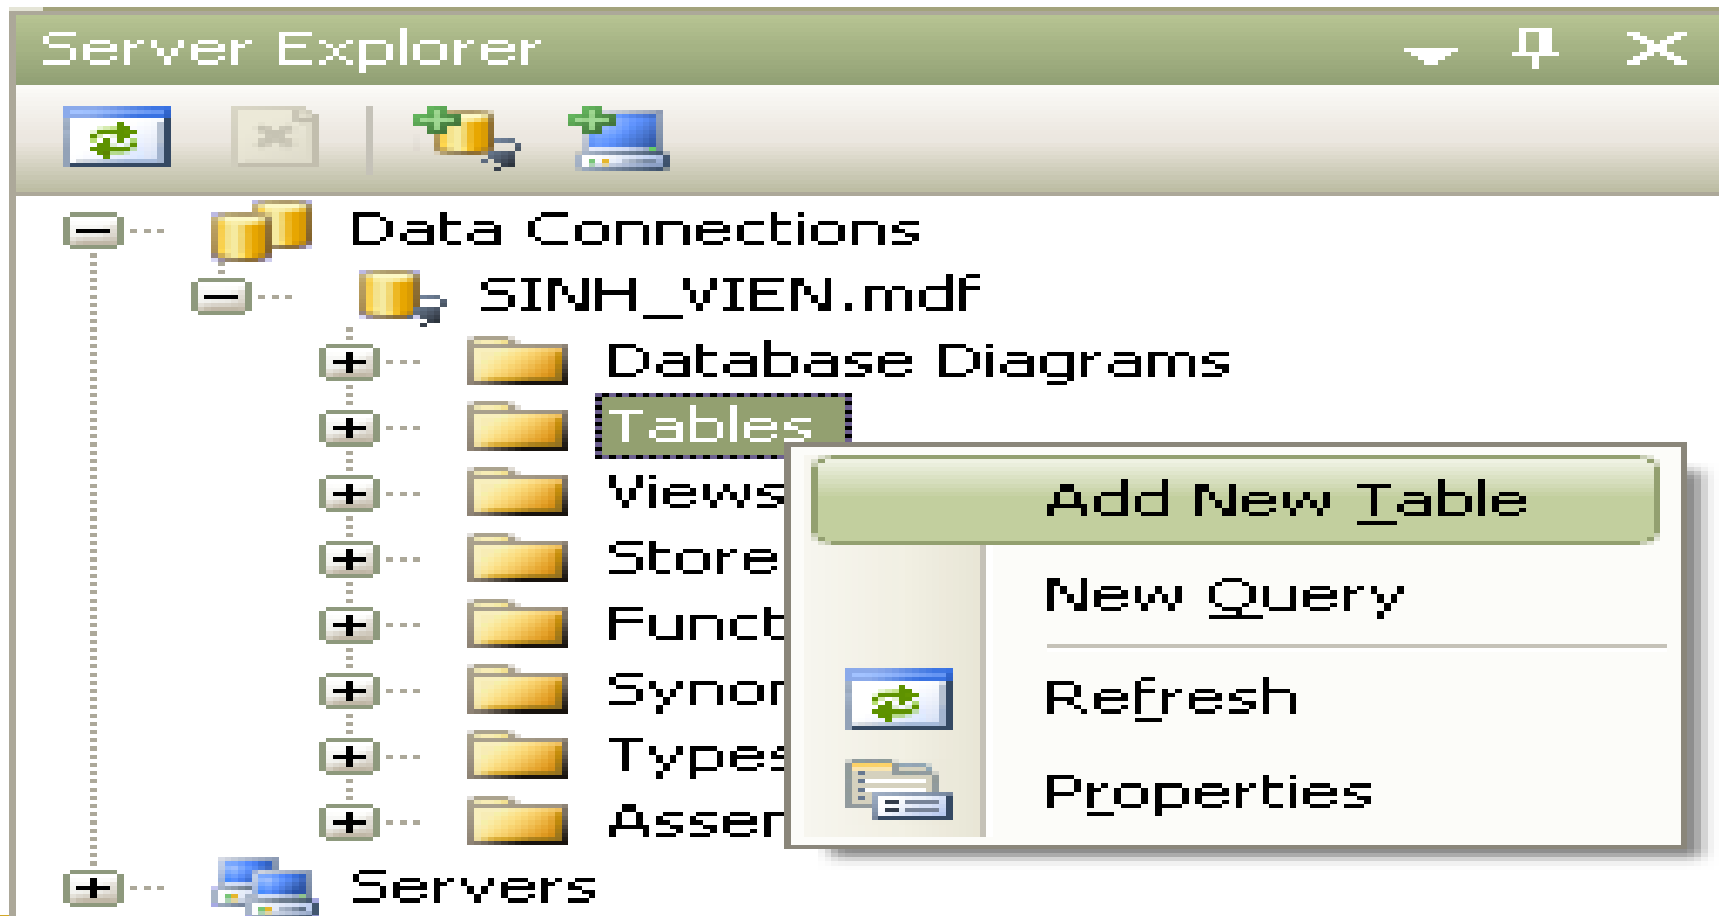 Server Explorer
Data Connections
SINH_VIEN.mdf
Database Diagrams
Tables
Views
Add New Table
Store
New Query
Funct
Synon
Refresh
Types
Properties
Assem
Servers